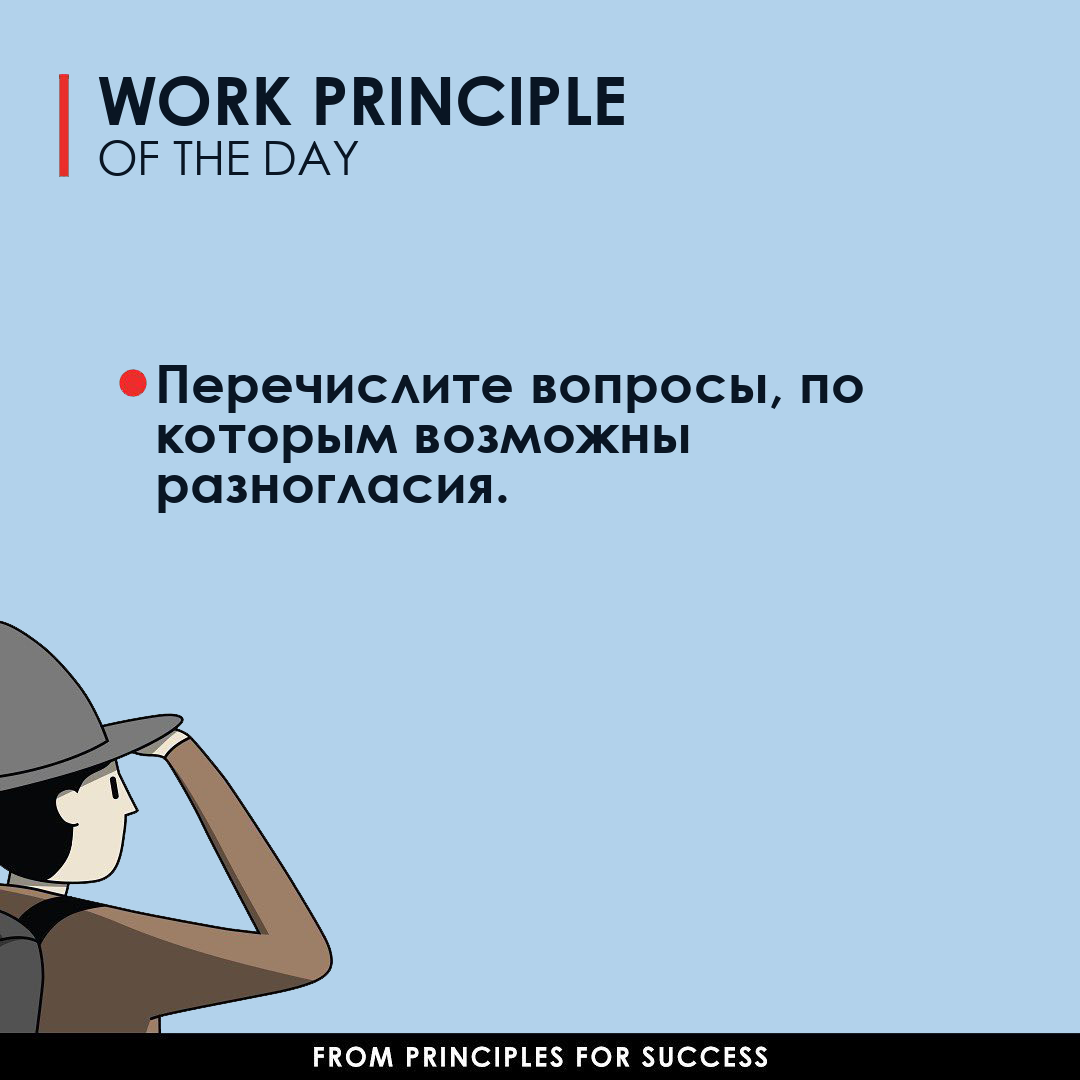 WORK PRINCIPLE
OF THE DAY
Перечислите вопросы, по
которым возможны
разногласия.
FROM PRINCIPLES FOR SUCCESS